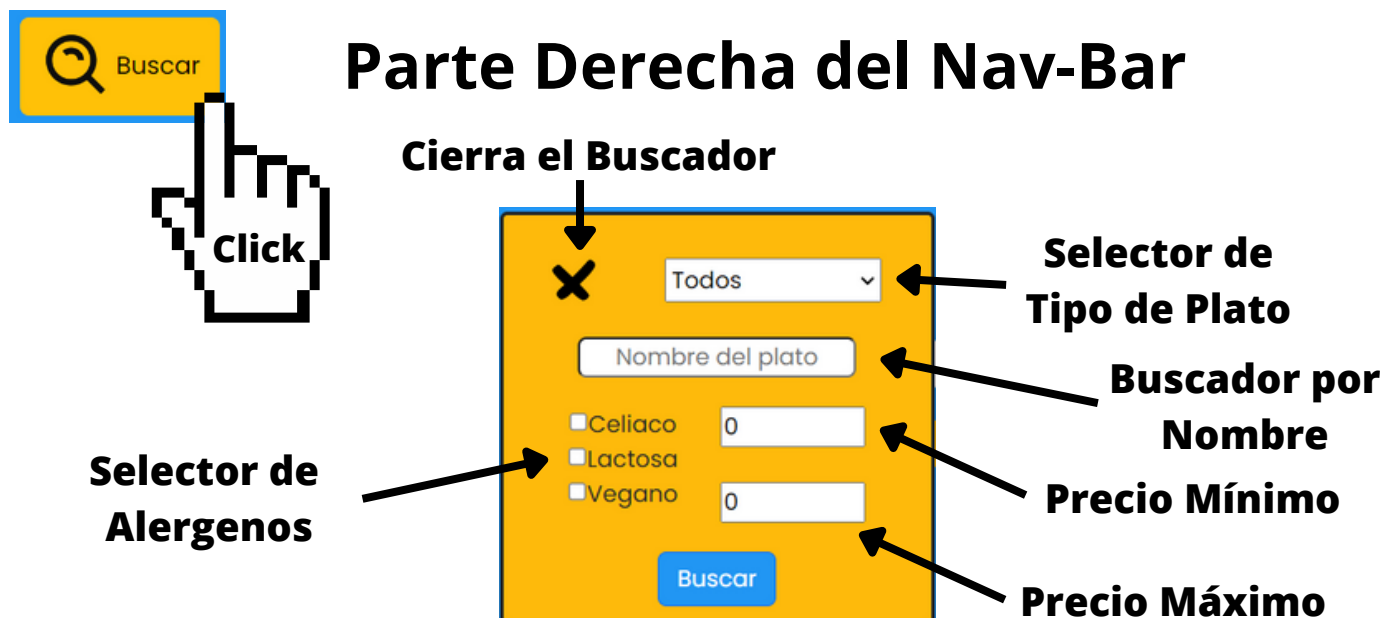 Buscar
Parte Derecha del Nav-Bar
Click
Cierra el Buscador
Todos
Selector de
Tipo de Plato
Nombre del plato
Buscador por
Nombre
Celiaco
0
Lactosa
Vegano
0
Selector de
Alergenos
Precio Mínimo
Buscar
Precio Máximo